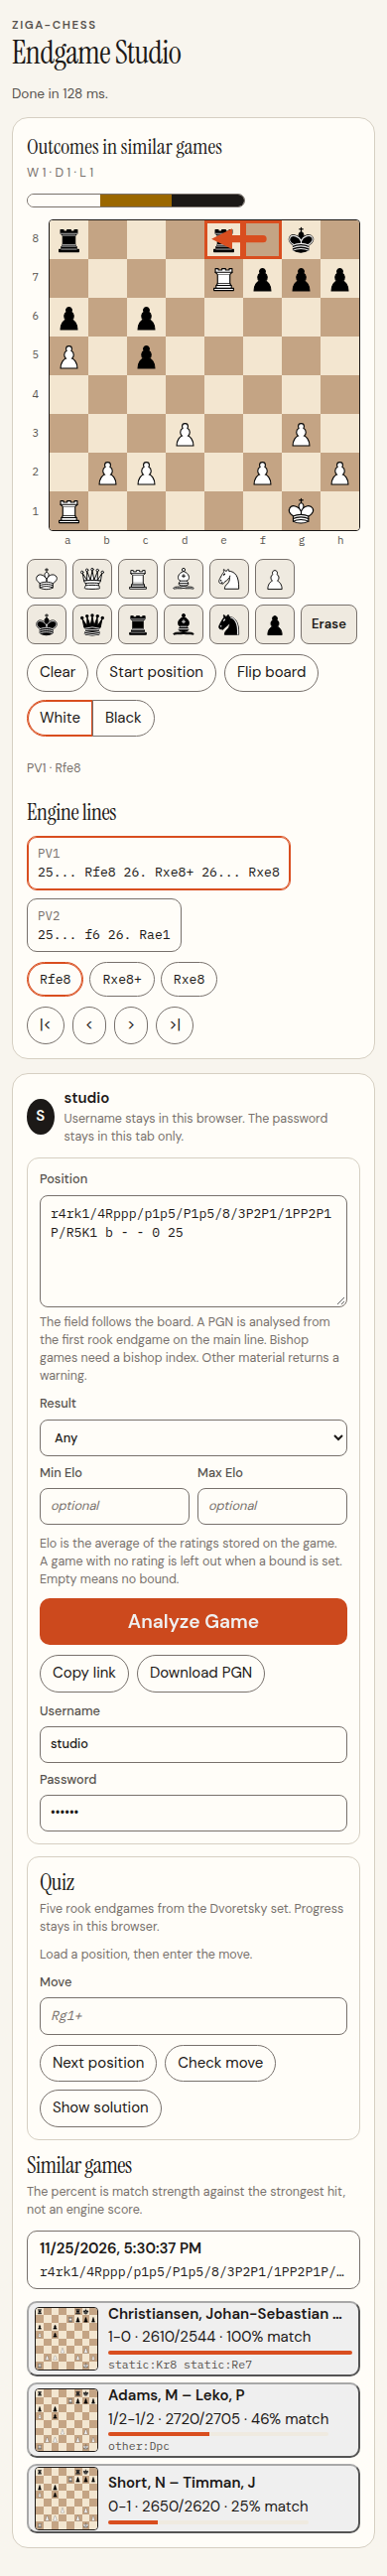 ZIGA-CHESS
Endgame Studio
Done in 128 ms.
Outcomes in similar games
W1·D1·L1
8
7
6
5
4
3
2
1
a b c d e f g h
Erase
Clear
Start position
Flip board
White
Black
PV1 · Rfe8
Engine lines
PV1
25... Rfe8 26. Rxe8+ 26... Rxe8
PV2
25... f6 26. Rae1
Rfe8
Rxe8+
Rxe8
|<
<
>
>|
S
studio
Username stays in this browser. The password
stays in this tab only.
Position
r4rk1/4Rppp/p1p5/P1p5/8/3P2P1/1PP2P1
P/R5K1 b - - 0 25
The field follows the board. A PGN is analysed from
the first rook endgame on the main line. Bishop
games need a bishop index. Other material returns a
warning.
Result
Any
Min Elo
Max Elo
optional
optional
Elo is the average of the ratings stored on the game.
A game with no rating is left out when a bound is set.
Empty means no bound.
Analyze Game
Copy link
Download PGN
Username
studio
Password
••••••
Quiz
Five rook endgames from the Dvoretsky set. Progress
stays in this browser.
Load a position, then enter the move.
Move
Rg1+
Next position
Check move
Show solution
Similar games
The percent is match strength against the strongest hit,
not an engine score.
11/25/2026, 5:30:37 PM
r4rk1/4Rppp/p1p5/P1p5/8/3P2P1/1PP2P1P/…
Christiansen, Johan-Sebastian …
1-0 · 2610/2544 · 100% match
static:Kr8 static:Re7
Adams, M – Leko, P
1/2-1/2 · 2720/2705 · 46% match
other:Dpc
Short, N – Timman, J
0-1 · 2650/2620 · 25% match